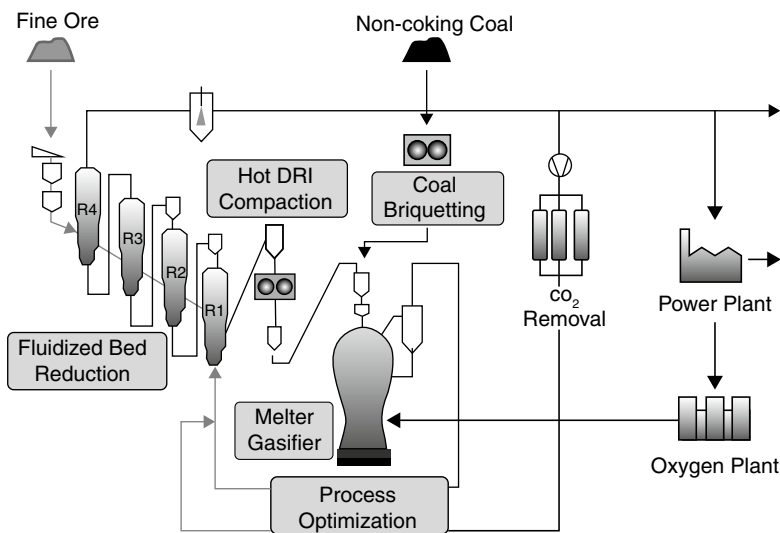 Fine Ore
Non-coking Coal
R4
R3
R2
R1
Hot DRI
Compaction
Coal
Briquetting
co2
Removal
Power Plant
Fluidized Bed
Reduction
Melter
Gasifier
Oxygen Plant
Process
Optimization